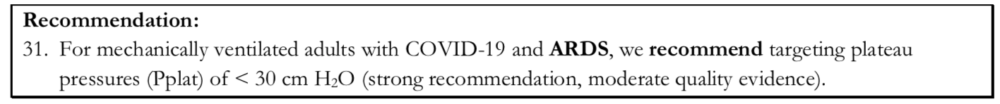 Recommendation:
31. For mechanically ventilated adults with COVID-19 and ARDS, we recommend targeting plateau
pressures (Pplat) of < 30 cm H₂O (strong recommendation, moderate quality evidence).